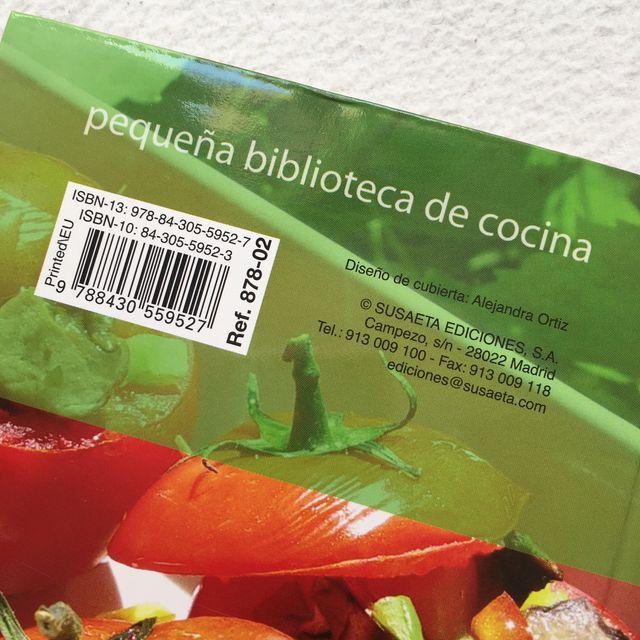 pequeña biblioteca de cocina
ISBN-13: 978-84-305-5952-7
ISBN-10: 84-305-5952-3
Printed\EU
9 788430 559527
Ref. 878-02
Diseño de cubierta: Alejandra Ortiz
© SUSAETA EDICIONES, S.A.
Campezo, s/n - 28022 Madrid
Tel.: 913 009 100 - Fax: 913 009 118
ediciones@susaeta.com